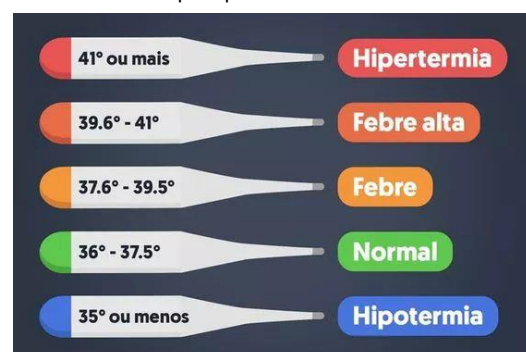 41° ou mais Hipertermia
39.6° - 41° Febre alta
37.6° - 39.5° Febre
36° - 37.5° Normal
35° ou menos Hipotermia